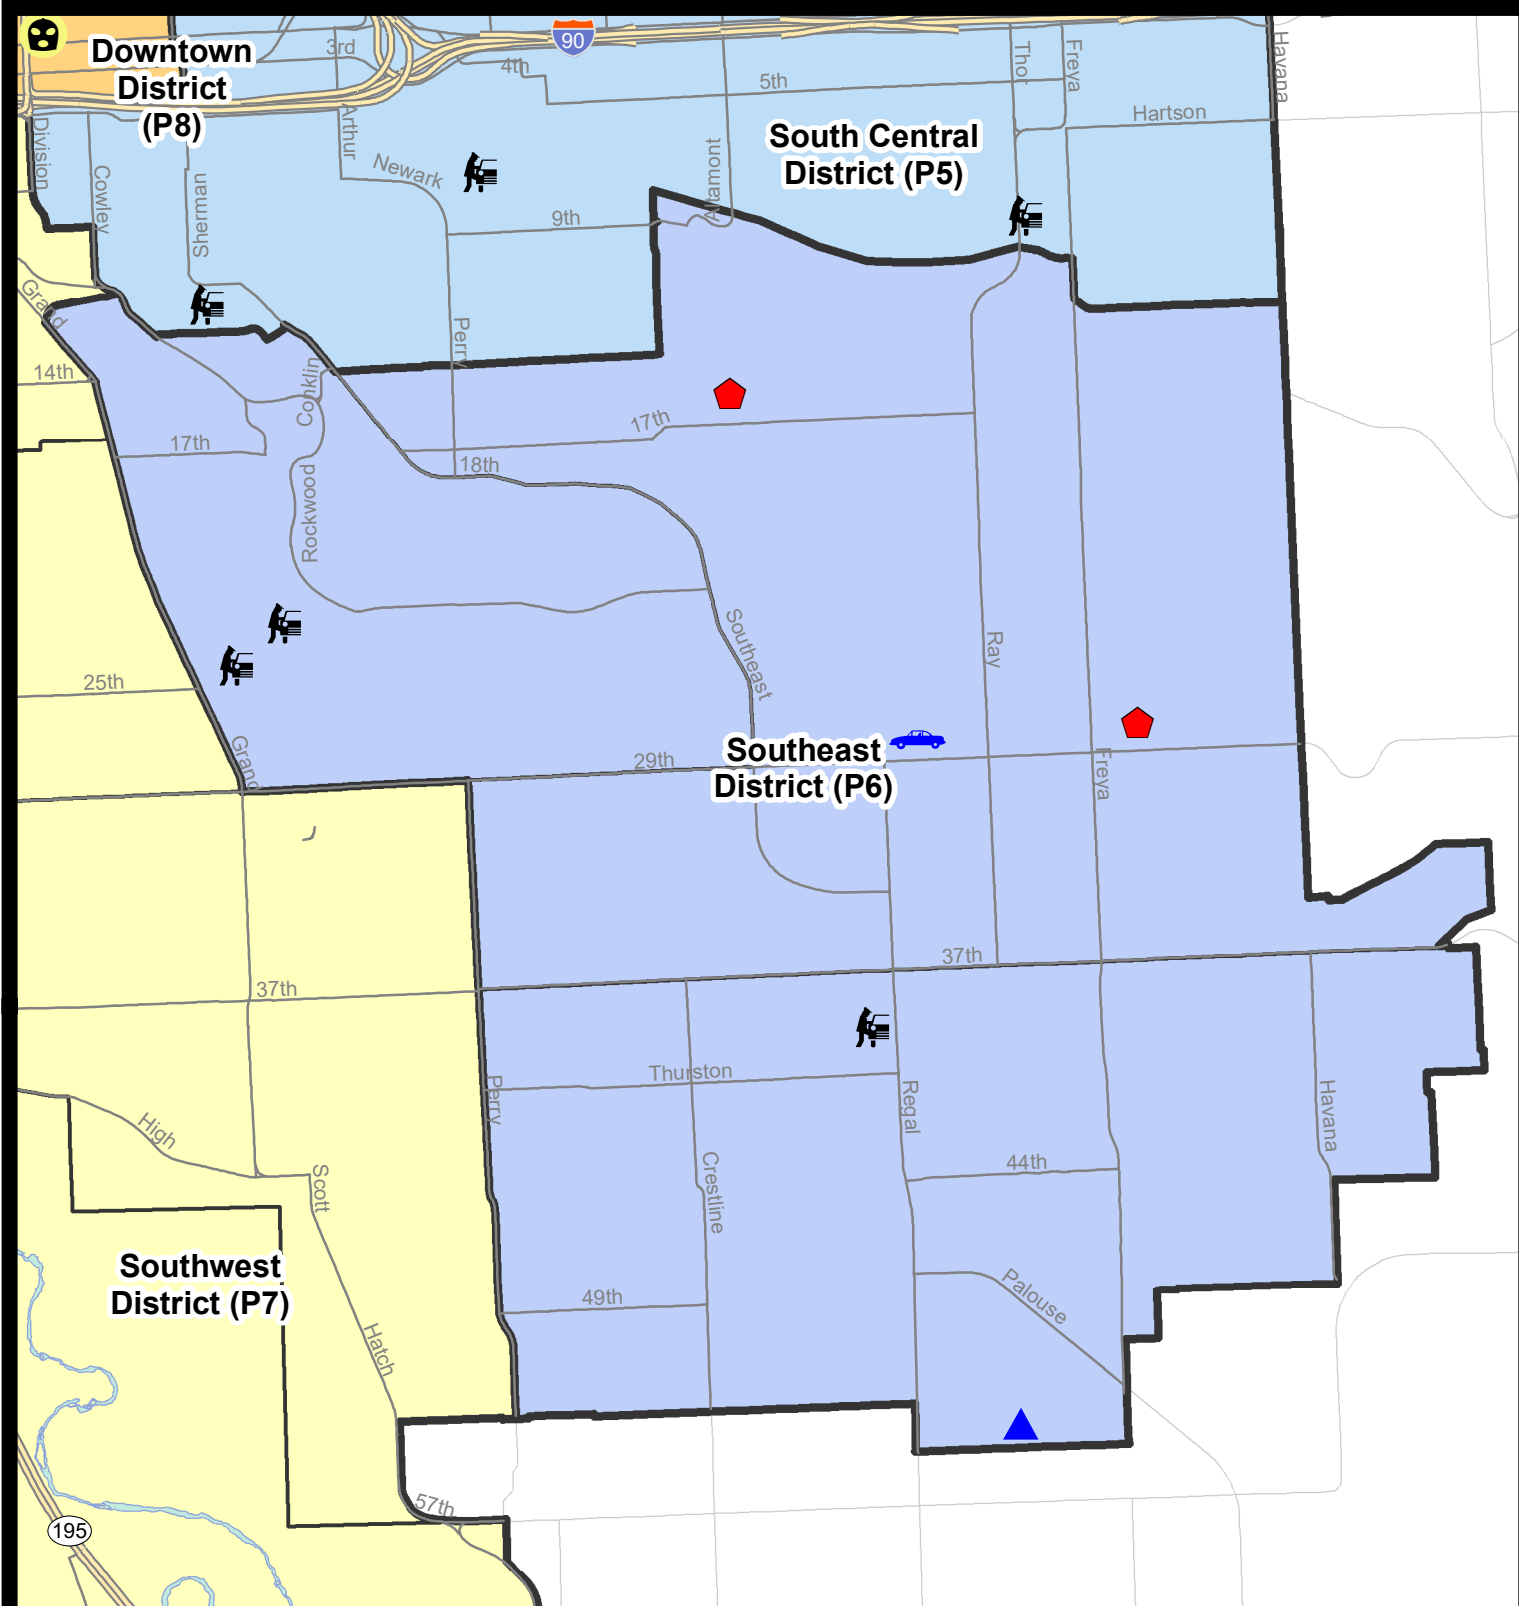 Downtown
District
(P8)
3rd
90
4th
5th
Thor
Freya
Havana
Hartson
Division
Arthur
South Central
District (P5)
Newark
Altamont
Cowley
Sherman
9th
Grand
Perry
14th
Conklin
17th
17th
18th
Rockwood
Southeast
Ray
25th
Grand
29th
Southeast
District (P6)
Freya
37th
37th
Thurston
Perry
Regal
Havana
High
Scott
Crestline
44th
Southwest
District (P7)
49th
Palouse
Hatch
57th
195